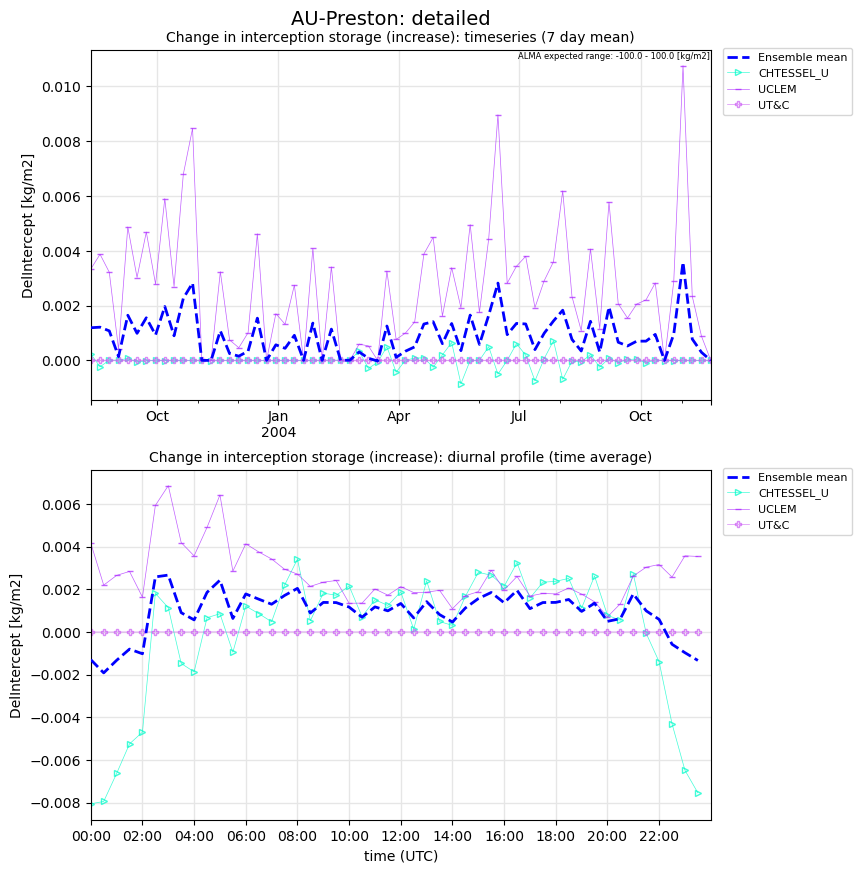 AU-Preston: detailed
Change in interception storage (increase): timeseries (7 day mean)
ALMA expected range: -100.0 - 100.0 [kg/m2]
Ensemble mean
CHTESSEL_U
UCLEM
UT&C
DelIntercept [kg/m2]
0.010
0.008
0.006
0.004
0.002
0.000
Oct
Jan
2004
Apr
Jul
Oct
Change in interception storage (increase): diurnal profile (time average)
Ensemble mean
CHTESSEL_U
UCLEM
UT&C
DelIntercept [kg/m2]
0.006
0.004
0.002
0.000
−0.002
−0.004
−0.006
−0.008
00:00
02:00
04:00
06:00
08:00
10:00
12:00
14:00
16:00
18:00
20:00
22:00
time (UTC)